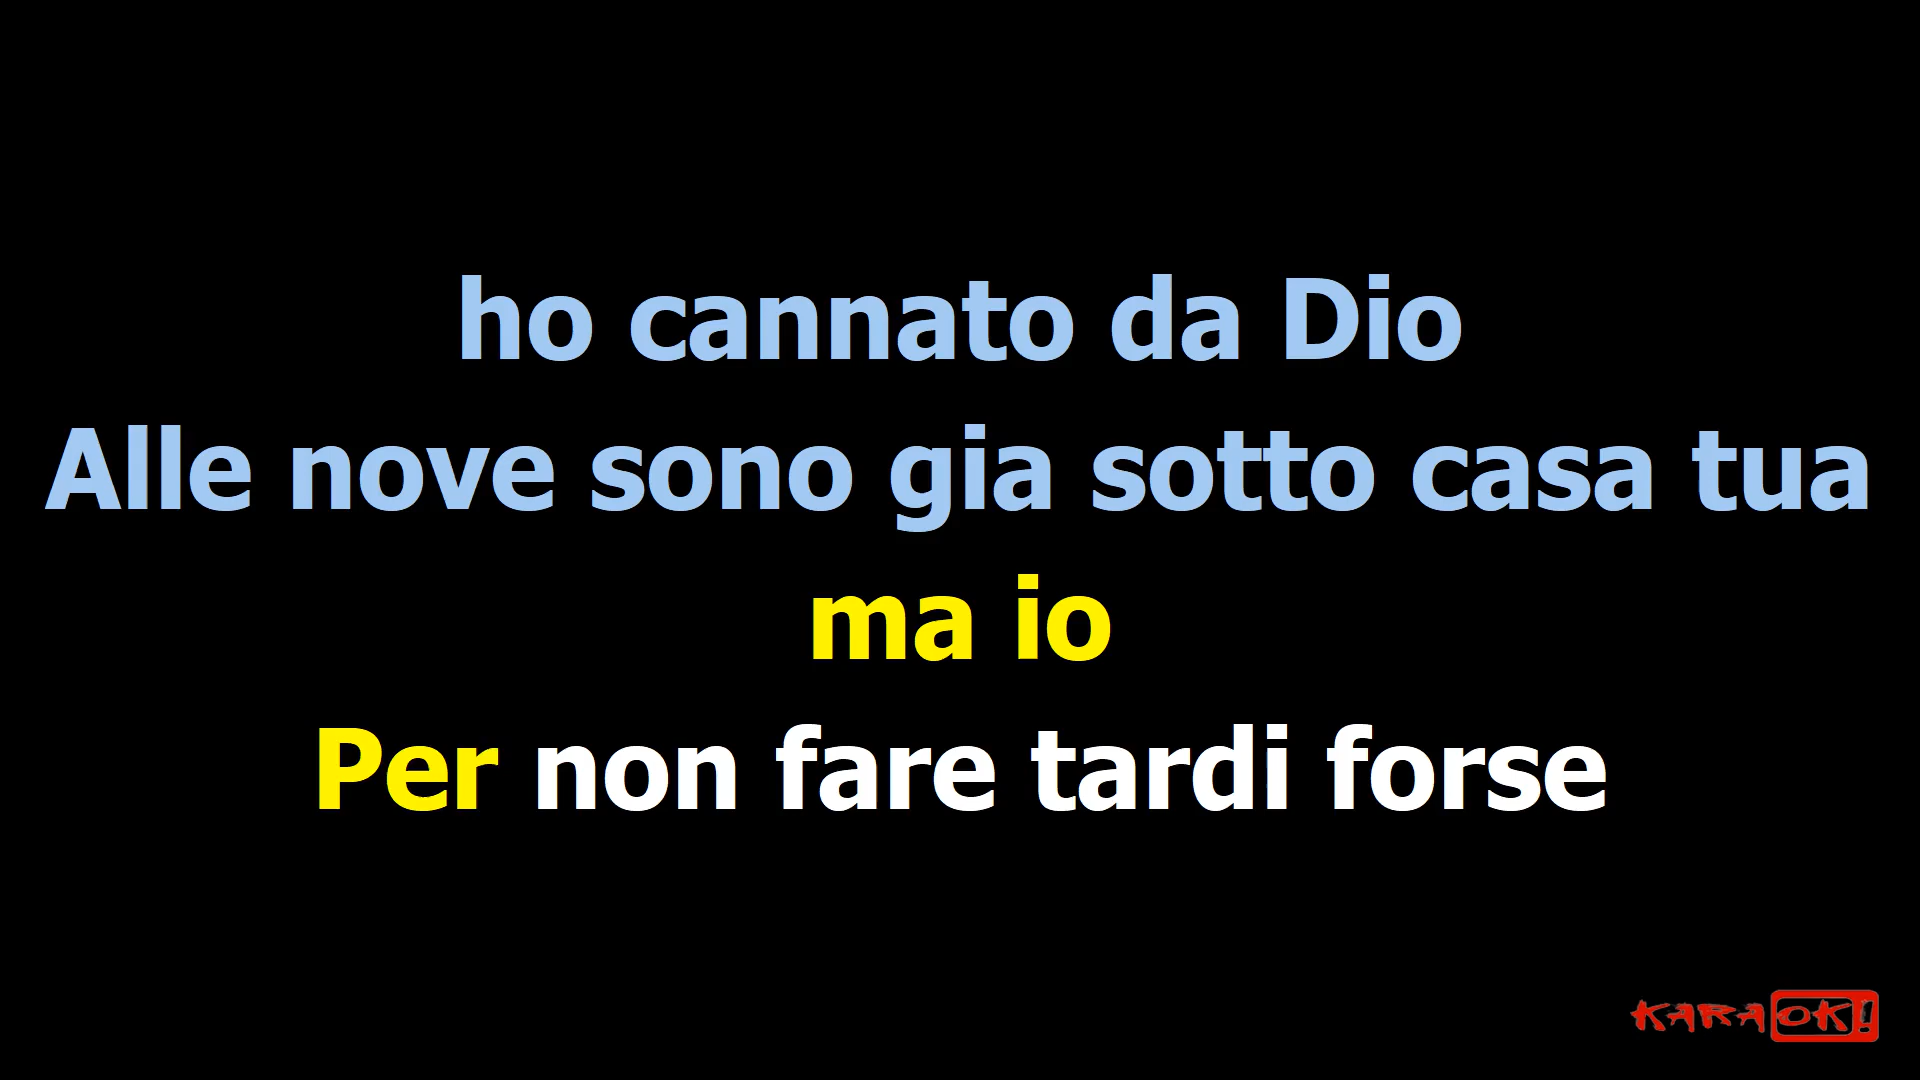 ho cannato da Dio
Alle nove sono gia sotto casa tua
ma io
Per non fare tardi forse
KARAOK!